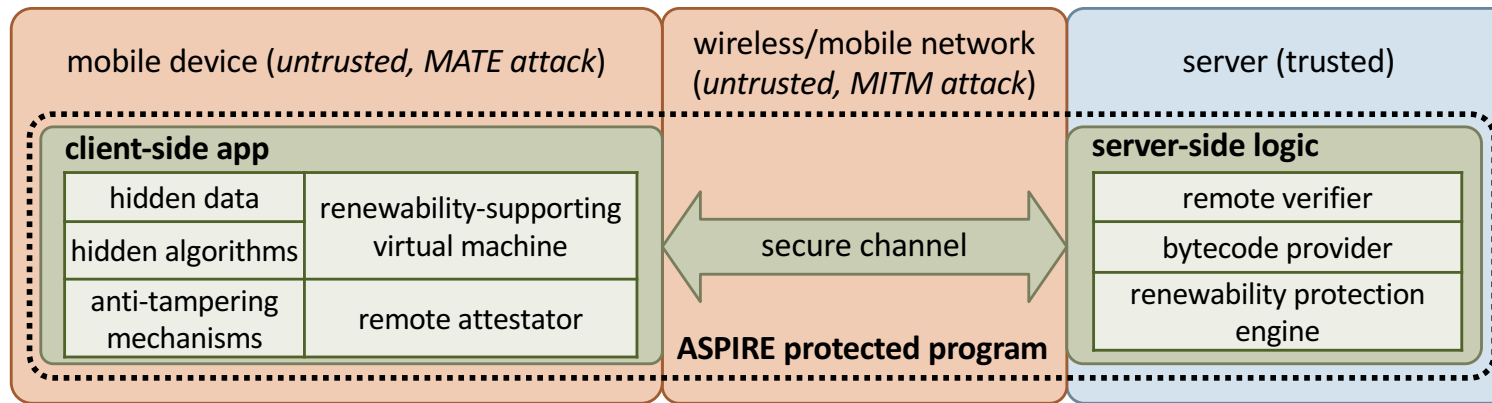 mobile device (untrusted, MATE attack)
wireless/mobile network
(untrusted, MITM attack)
server (trusted)
client-side app
hidden data
hidden algorithms
renewability-supporting
virtual machine
anti-tampering
mechanisms
remote attestator
secure channel
ASPIRE protected program
server-side logic
remote verifier
bytecode provider
renewability protection
engine